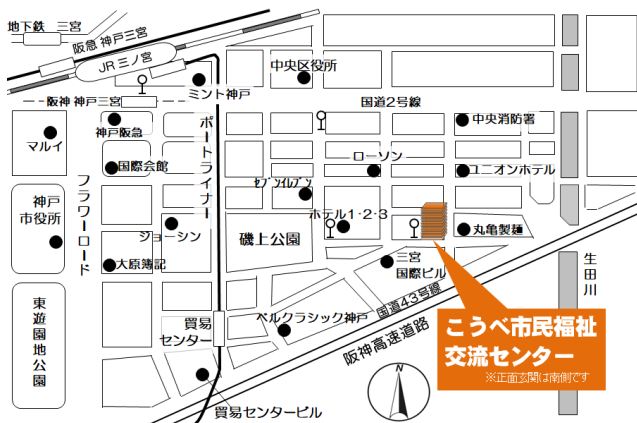 地下鉄 三宮
阪急 神戸三宮
JR 三ノ宮
中央区役所
ミント神戸
阪神 神戸三宮
国道2号線
神戸阪急
中央消防署
マルイ
ポートライナー
国際会館
ローソン
ユニオンホテル
フラワーロード
セブンイレブン
神戸
市役所
ジョーシン
磯上公園
ホテル1・2・3
丸亀製麺
大原簿記
三宮
国際ビル
生田川
国道43号線
東遊園地公園
貿易
センター
ベルクラシック神戸
阪神高速道路
こうべ市民福祉
交流センター
※正面玄関は南側です
N
貿易センタービル